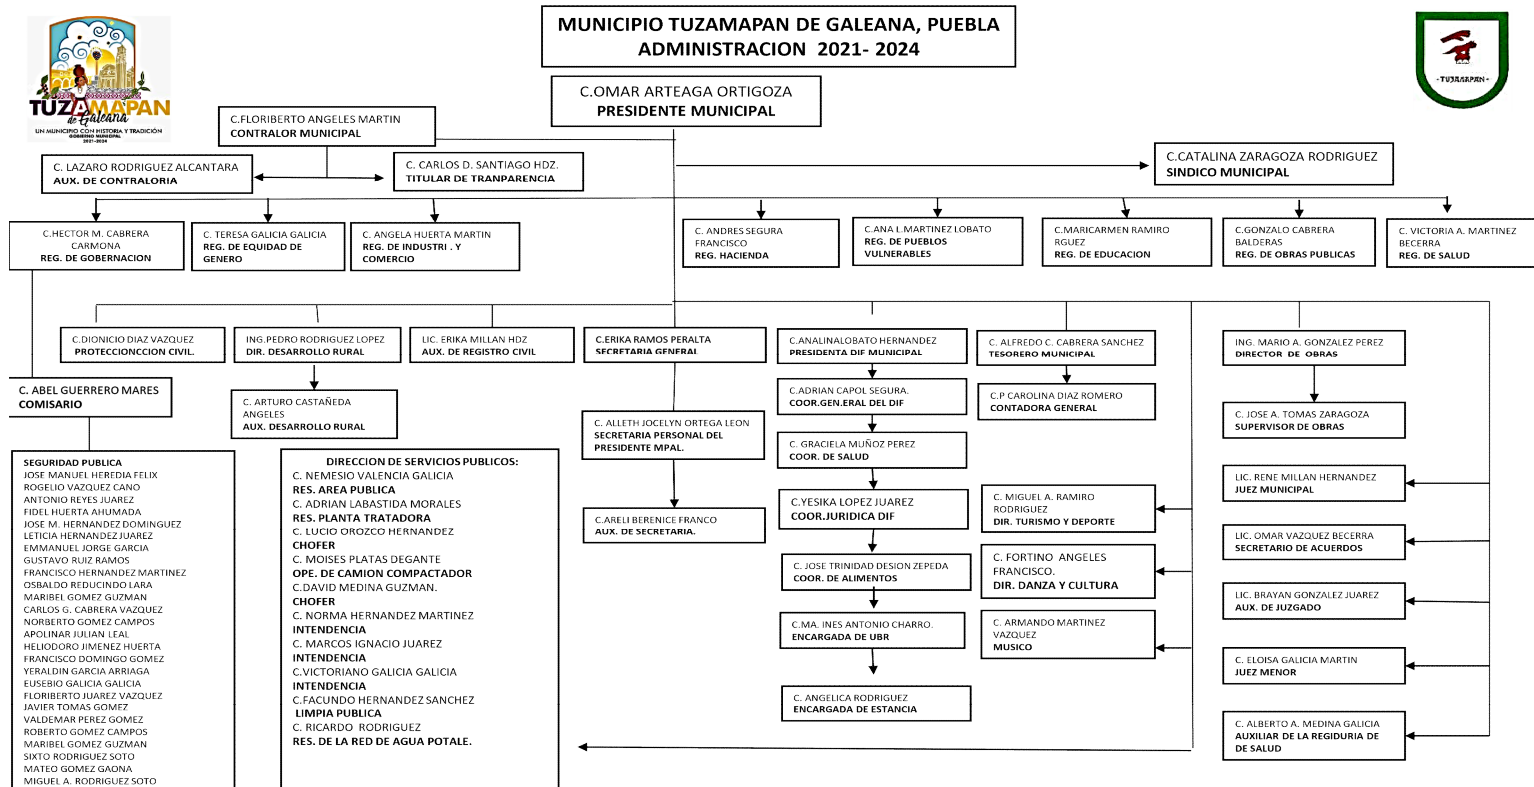 MUNICIPIO TUZAMAPAN DE GALEANA, PUEBLA
ADMINISTRACION 2021- 2024
TUZAMAPAN
de Galeana
UN MUNICIPIO CON HISTORIA Y TRADICIÓN
GOBIERNO MUNICIPAL
2021-2024
- TUZAMAPAN -
C.OMAR ARTEAGA ORTIGOZA
PRESIDENTE MUNICIPAL
C.FLORIBERTO ANGELES MARTIN
CONTRALOR MUNICIPAL
C. LAZARO RODRIGUEZ ALCANTARA
AUX. DE CONTRALORIA
C. CARLOS D. SANTIAGO HDZ.
TITULAR DE TRANPARENCIA
C.CATALINA ZARAGOZA RODRIGUEZ
SINDICO MUNICIPAL
C.HECTOR M. CABRERA
CARMONA
REG. DE GOBERNACION
C. TERESA GALICIA GALICIA
REG. DE EQUIDAD DE
GENERO
C. ANGELA HUERTA MARTIN
REG. DE INDUSTRI . Y
COMERCIO
C. ANDRES SEGURA
FRANCISCO
REG. HACIENDA
C.ANA L.MARTINEZ LOBATO
REG. DE PUEBLOS
VULNERABLES
C.MARICARMEN RAMIRO
RGUEZ
REG. DE EDUCACION
C.GONZALO CABRERA
BALDERAS
REG. DE OBRAS PUBLICAS
C. VICTORIA A. MARTINEZ
BECERRA
REG. DE SALUD
C.DIONICIO DIAZ VAZQUEZ
PROTECCIONCCION CIVIL.
ING.PEDRO RODRIGUEZ LOPEZ
DIR. DESARROLLO RURAL
LIC. ERIKA MILLAN HDZ
AUX. DE REGISTRO CIVIL
C.ERIKA RAMOS PERALTA
SECRETARIA GENERAL
C.ANALINALOBATO HERNANDEZ
PRESIDENTA DIF MUNICIPAL
C. ALFREDO C. CABRERA SANCHEZ
TESORERO MUNICIPAL
ING. MARIO A. GONZALEZ PEREZ
DIRECTOR DE OBRAS
C. ABEL GUERRERO MARES
COMISARIO
C. ARTURO CASTAÑEDA
ANGELES
AUX. DESARROLLO RURAL
C. ALLETH JOCELYN ORTEGA LEON
SECRETARIA PERSONAL DEL
PRESIDENTE MPAL.
C.ARELI BERENICE FRANCO
AUX. DE SECRETARIA.
C.ADRIAN CAPOL SEGURA.
COOR.GEN.ERAL DEL DIF
C. GRACIELA MUÑOZ PEREZ
COOR. DE SALUD
C.YESIKA LOPEZ JUAREZ
COOR.JURIDICA DIF
C. JOSE TRINIDAD DESION ZEPEDA
COOR. DE ALIMENTOS
C.MA. INES ANTONIO CHARRO.
ENCARGADA DE UBR
C. ANGELICA RODRIGUEZ
ENCARGADA DE ESTANCIA
C.P CAROLINA DIAZ ROMERO
CONTADORA GENERAL
C. MIGUEL A. RAMIRO
RODRIGUEZ
DIR. TURISMO Y DEPORTE
C. FORTINO ANGELES
FRANCISCO.
DIR. DANZA Y CULTURA
C. ARMANDO MARTINEZ
VAZQUEZ
MUSICO
C. JOSE A. TOMAS ZARAGOZA
SUPERVISOR DE OBRAS
LIC. RENE MILLAN HERNANDEZ
JUEZ MUNICIPAL
LIC. OMAR VAZQUEZ BECERRA
SECRETARIO DE ACUERDOS
LIC. BRAYAN GONZALEZ JUAREZ
AUX. DE JUZGADO
C. ELOISA GALICIA MARTIN
JUEZ MENOR
C. ALBERTO A. MEDINA GALICIA
AUXILIAR DE LA REGIDURIA DE
DE SALUD
SEGURIDAD PUBLICA
JOSE MANUEL HEREDIA FELIX
ROGELIO VAZQUEZ CANO
ANTONIO REYES JUAREZ
FIDEL HUERTA AHUMADA
JOSE M. HERNANDEZ DOMINGUEZ
LETICIA HERNANDEZ JUAREZ
EMMANUEL JORGE GARCIA
GUSTAVO RUIZ RAMOS
FRANCISCO HERNANDEZ MARTINEZ
OSBALDO REDUCINDO LARA
MARIBEL GOMEZ GUZMAN
CARLOS G. CABRERA VAZQUEZ
NORBERTO GOMEZ CAMPOS
APOLINAR JULIAN LEAL
HELIODORO JIMENEZ HUERTA
FRANCISCO DOMINGO GOMEZ
YERALDIN GARCIA ARRIAGA
EUSEBIO GALICIA GALICIA
FLORIBERTO JUAREZ VAZQUEZ
JAVIER TOMAS GOMEZ
VALDEMAR PEREZ GOMEZ
ROBERTO GOMEZ CAMPOS
MARIBEL GOMEZ GUZMAN
SIXTO RODRIGUEZ SOTO
MATEO GOMEZ GAONA
MIGUEL A. RODRIGUEZ SOTO
DIRECCION DE SERVICIOS PUBLICOS:
C. NEMESIO VALENCIA GALICIA
RES. AREA PUBLICA
C. ADRIAN LABASTIDA MORALES
RES. PLANTA TRATADORA
C. LUCIO OROZCO HERNANDEZ
CHOFER
C. MOISES PLATAS DEGANTE
OPE. DE CAMION COMPACTADOR
C.DAVID MEDINA GUZMAN.
CHOFER
C. NORMA HERNANDEZ MARTINEZ
INTENDENCIA
C. MARCOS IGNACIO JUAREZ
INTENDENCIA
C.VICTORIANO GALICIA GALICIA
INTENDENCIA
C.FACUNDO HERNANDEZ SANCHEZ
LIMPIA PUBLICA
C. RICARDO RODRIGUEZ
RES. DE LA RED DE AGUA POTALE.